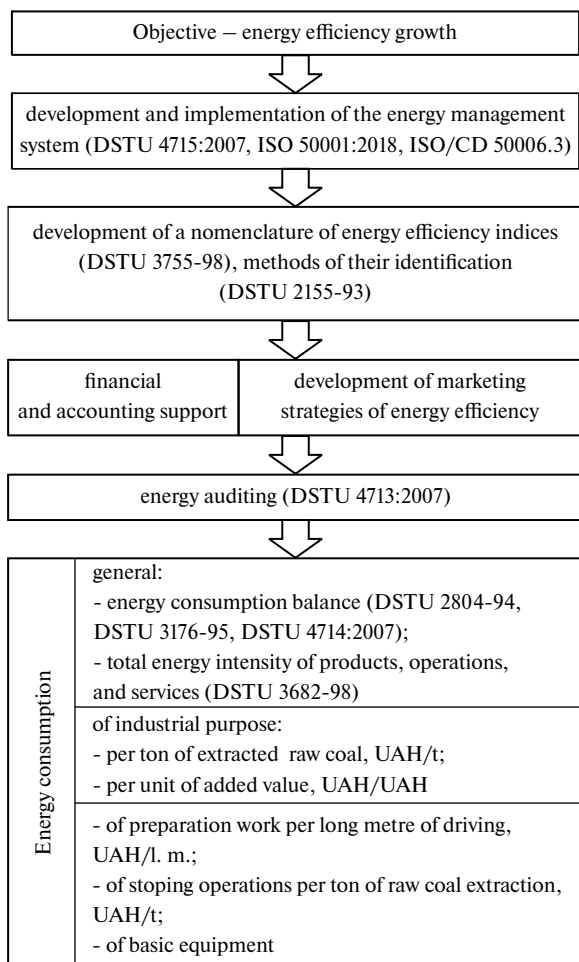 Objective – energy efficiency growth
development and implementation of the energy management
system (DSTU 4715:2007, ISO 50001:2018, ISO/CD 50006.3)
development of a nomenclature of energy efficiency indices
(DSTU 3755-98), methods of their identification
(DSTU 2155-93)
financial
and accounting support
development of marketing
strategies of energy efficiency
energy auditing (DSTU 4713:2007)
Energy consumption
general:
- energy consumption balance (DSTU 2804-94,
DSTU 3176-95, DSTU 4714:2007);
- total energy intensity of products, operations,
and services (DSTU 3682-98)
of industrial purpose:
- per ton of extracted raw coal, UAH/t;
- per unit of added value, UAH/UAH
- of preparation work per long metre of driving,
UAH/l. m.;
- of stoping operations per ton of raw coal extraction,
UAH/t;
- of basic equipment